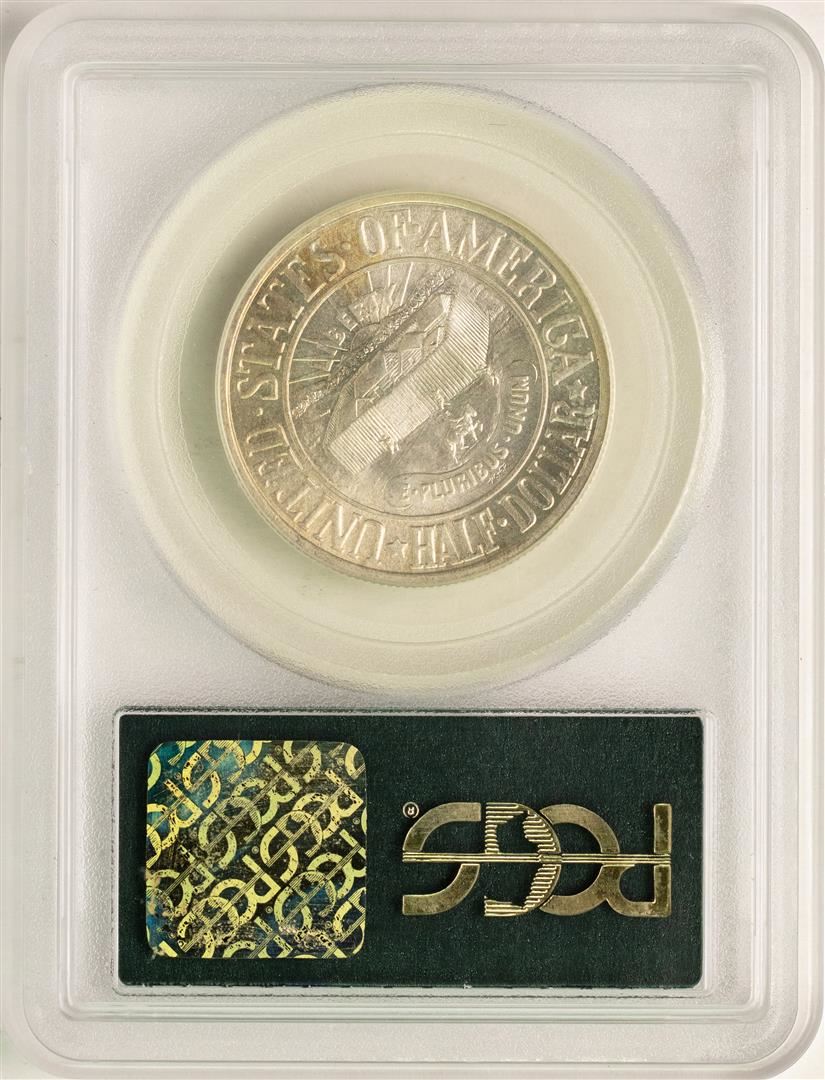 UNITED·STATES·OF·AMERICA
★HALF·DOLLAR★
LIBERTY
E·PLURIBUS·UNUM
PCGS®